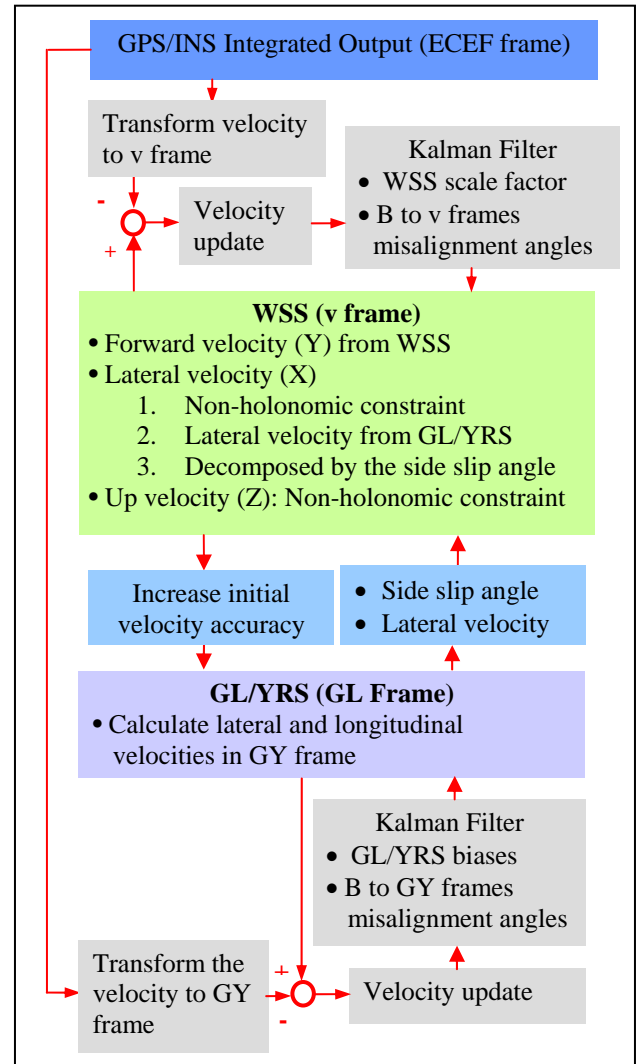 GPS/INS Integrated Output (ECEF frame)
Transform velocity
to v frame
-
+
Velocity
update
Kalman Filter
• WSS scale factor
• B to v frames
misalignment angles
WSS (v frame)
• Forward velocity (Y) from WSS
• Lateral velocity (X)
1. Non-holonomic constraint
2. Lateral velocity from GL/YRS
3. Decomposed by the side slip angle
• Up velocity (Z): Non-holonomic constraint
Increase initial
velocity accuracy
• Side slip angle
• Lateral velocity
GL/YRS (GL Frame)
• Calculate lateral and longitudinal
velocities in GY frame
Kalman Filter
• GL/YRS biases
• B to GY frames
misalignment angles
Transform the
velocity to GY
frame
+
-
Velocity update